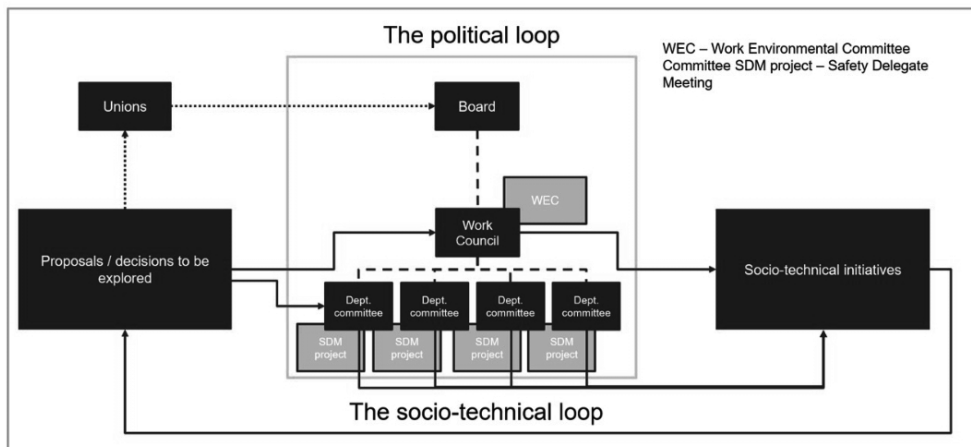 The political loop
WEC – Work Environmental Committee
Committee SDM project – Safety Delegate
Meeting
Unions
Board
WEC
Work
Council
Proposals / decisions to be
explored
Socio-technical initiatives
Dept.
committee
Dept.
committee
Dept.
committee
Dept.
committee
SDM
project
SDM
project
SDM
project
SDM
project
The socio-technical loop